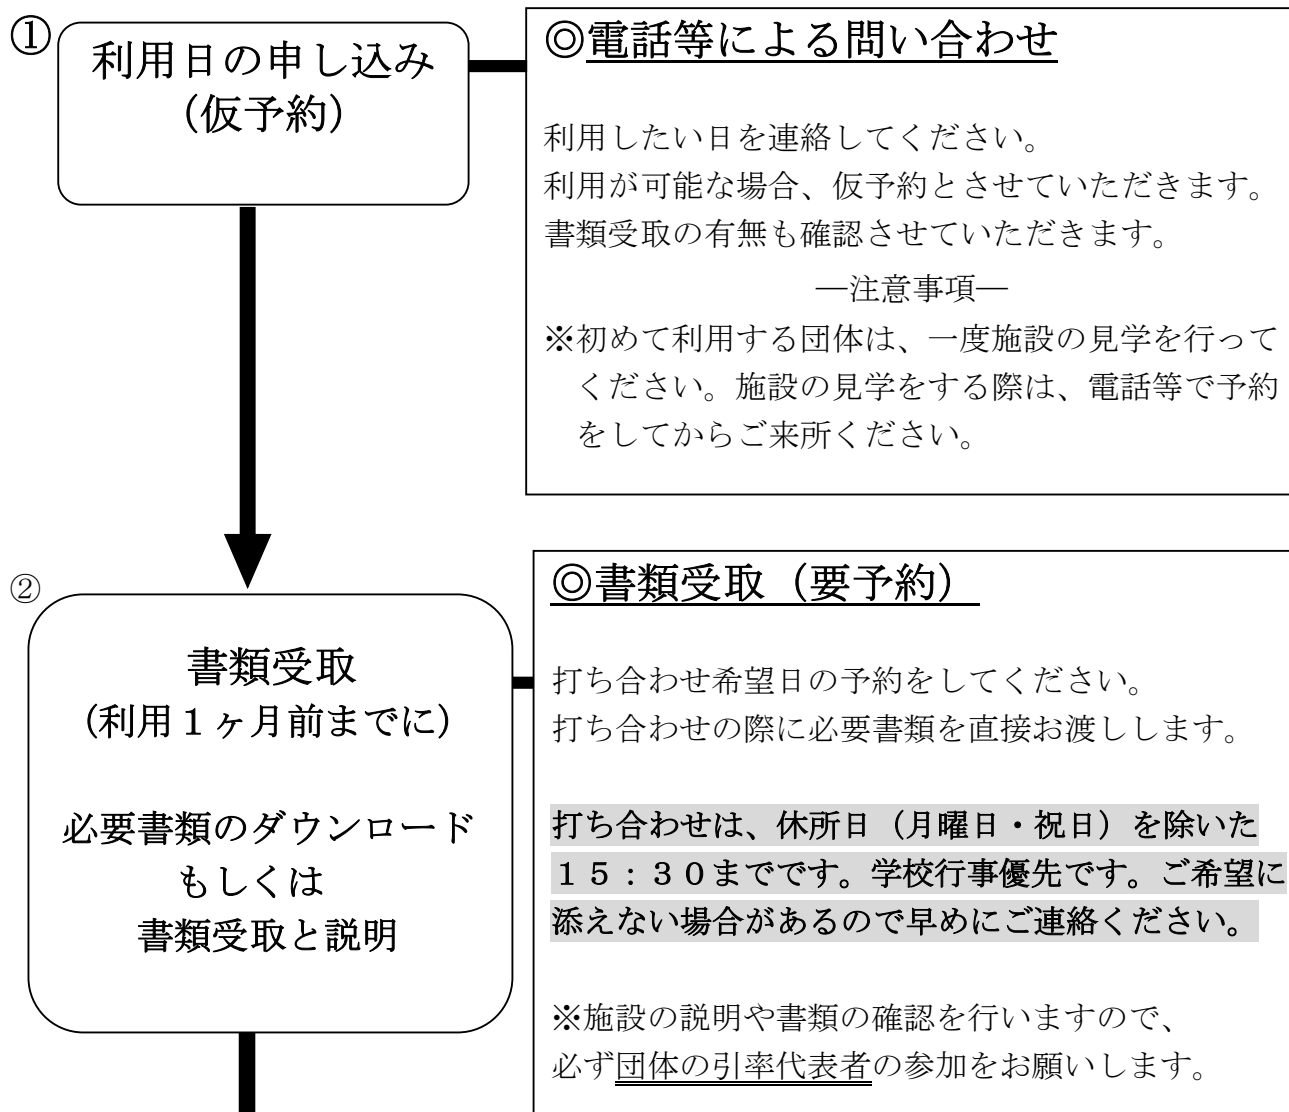 ①
利用日の申し込み
(仮予約)
◎電話等による問い合わせ
利用したい日を連絡してください。
利用が可能な場合、仮予約とさせていただきます。
書類受取の有無も確認させていただきます。
―注意事項―
※初めて利用する団体は、一度施設の見学を行って
ください。施設の見学をする際は、電話等で予約
をしてからご来所ください。
②
書類受取
(利用1ヶ月前までに)
必要書類のダウンロード
もしくは
書類受取と説明
◎書類受取（要予約）
打ち合わせ希望日の予約をしてください。
打ち合わせの際に必要書類を直接お渡しします。
打ち合わせは、休所日（月曜日・祝日）を除いた
１５：３０までです。学校行事優先です。ご希望に
添えない場合があるので早めにご連絡ください。
※施設の説明や書類の確認を行いますので、
必ず団体の引率代表者の参加をお願いします。